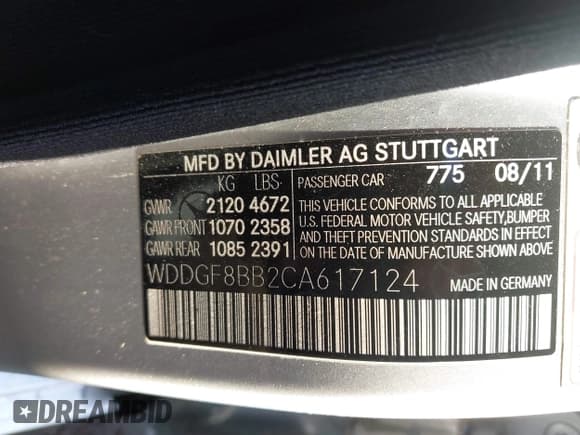 MFD BY DAIMLER AG STUTTGART
KG LBS
GVWR 2120 4672
GAWR FRONT 1070 2358
GAWR REAR 1085 2391
PASSENGER CAR 775 08/11
THIS VEHICLE CONFORMS TO ALL APPLICABLE
U.S. FEDERAL MOTOR VEHICLE SAFETY,BUMPER
AND THEFT PREVENTION STANDARDS IN EFFECT
ON THE DATE OF MANUFACTURE SHOWN ABOVE.
WDDGF8BB2CA617124 MADE IN GERMANY
DREAMBID